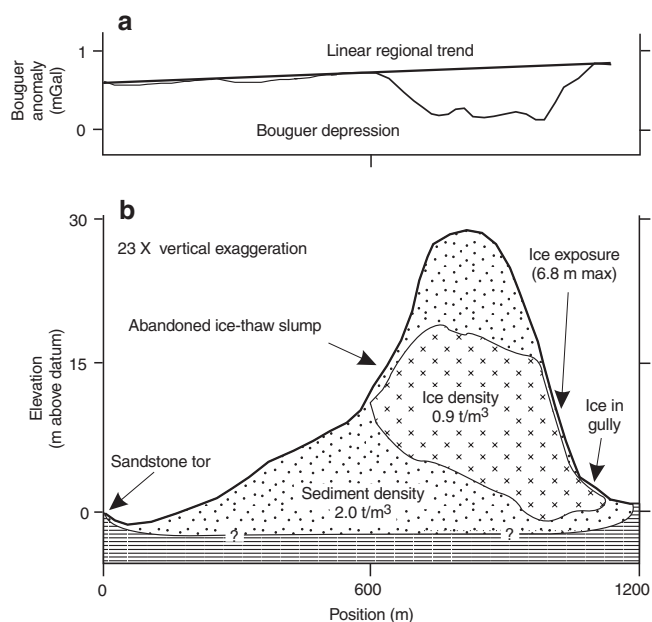 a
Linear regional trend
Bouguer
anomaly
(mGal)
1
0
Bouguer depression
b
30
23 X vertical exaggeration
Ice exposure
(6.8 m max)
Abandoned ice-thaw slump
Elevation
(m above datum)
15
Ice density
0.9 t/m³
Ice in
gully
Sandstone tor
Sediment density
2.0 t/m³
0
?
?
0
600
1200
Position (m)